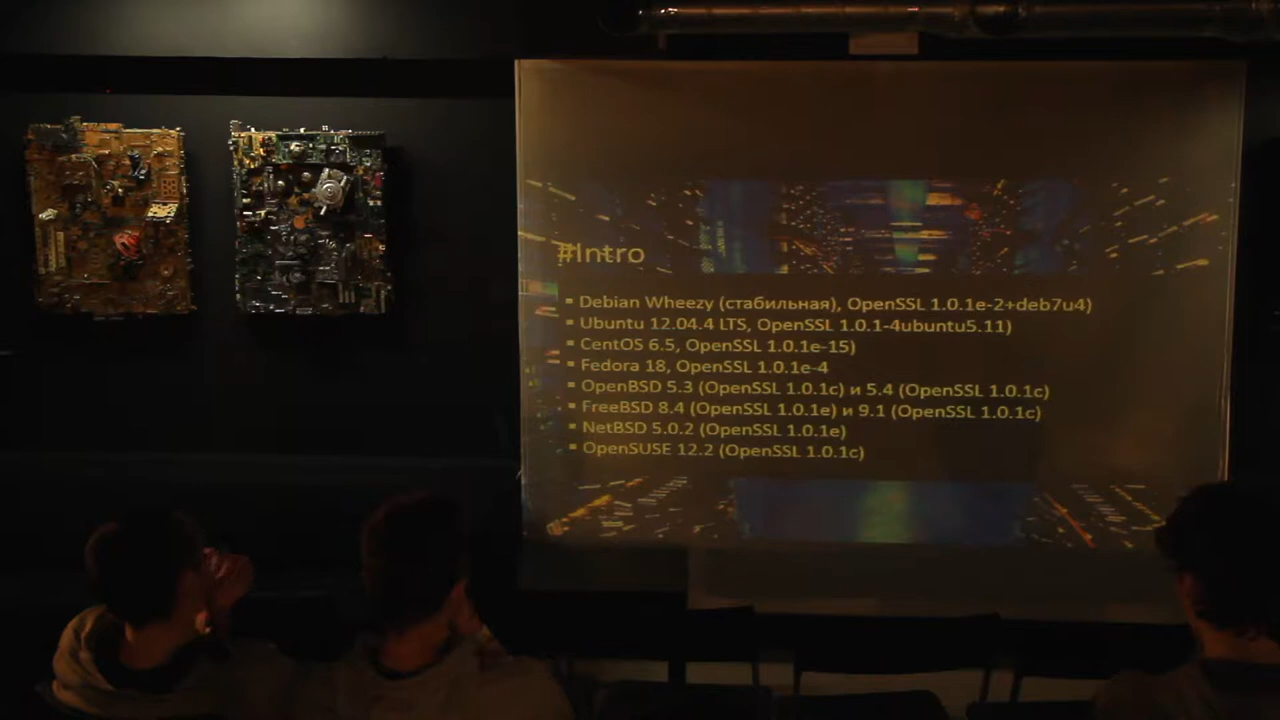 #Intro
▪ Debian Wheezy (стабильная), OpenSSL 1.0.1e-2+deb7u4)
▪ Ubuntu 12.04.4 LTS, OpenSSL 1.0.1-4ubuntu5.11)
▪ CentOS 6.5, OpenSSL 1.0.1e-15)
▪ Fedora 18, OpenSSL 1.0.1e-4
▪ OpenBSD 5.3 (OpenSSL 1.0.1c) и 5.4 (OpenSSL 1.0.1c)
▪ FreeBSD 8.4 (OpenSSL 1.0.1e) и 9.1 (OpenSSL 1.0.1c)
▪ NetBSD 5.0.2 (OpenSSL 1.0.1e)
▪ OpenSUSE 12.2 (OpenSSL 1.0.1c)